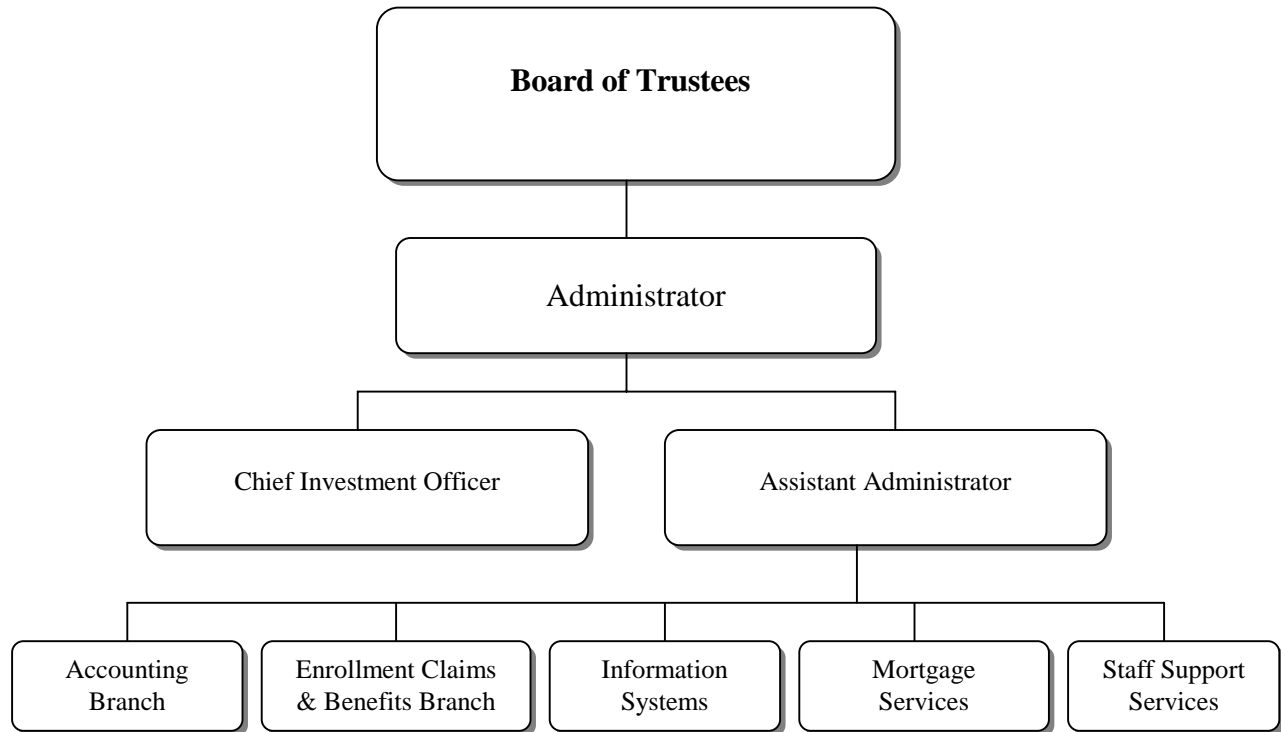 Board of Trustees
Administrator
Chief Investment Officer
Assistant Administrator
Accounting
Branch
Enrollment Claims
& Benefits Branch
Information
Systems
Mortgage
Services
Staff Support
Services